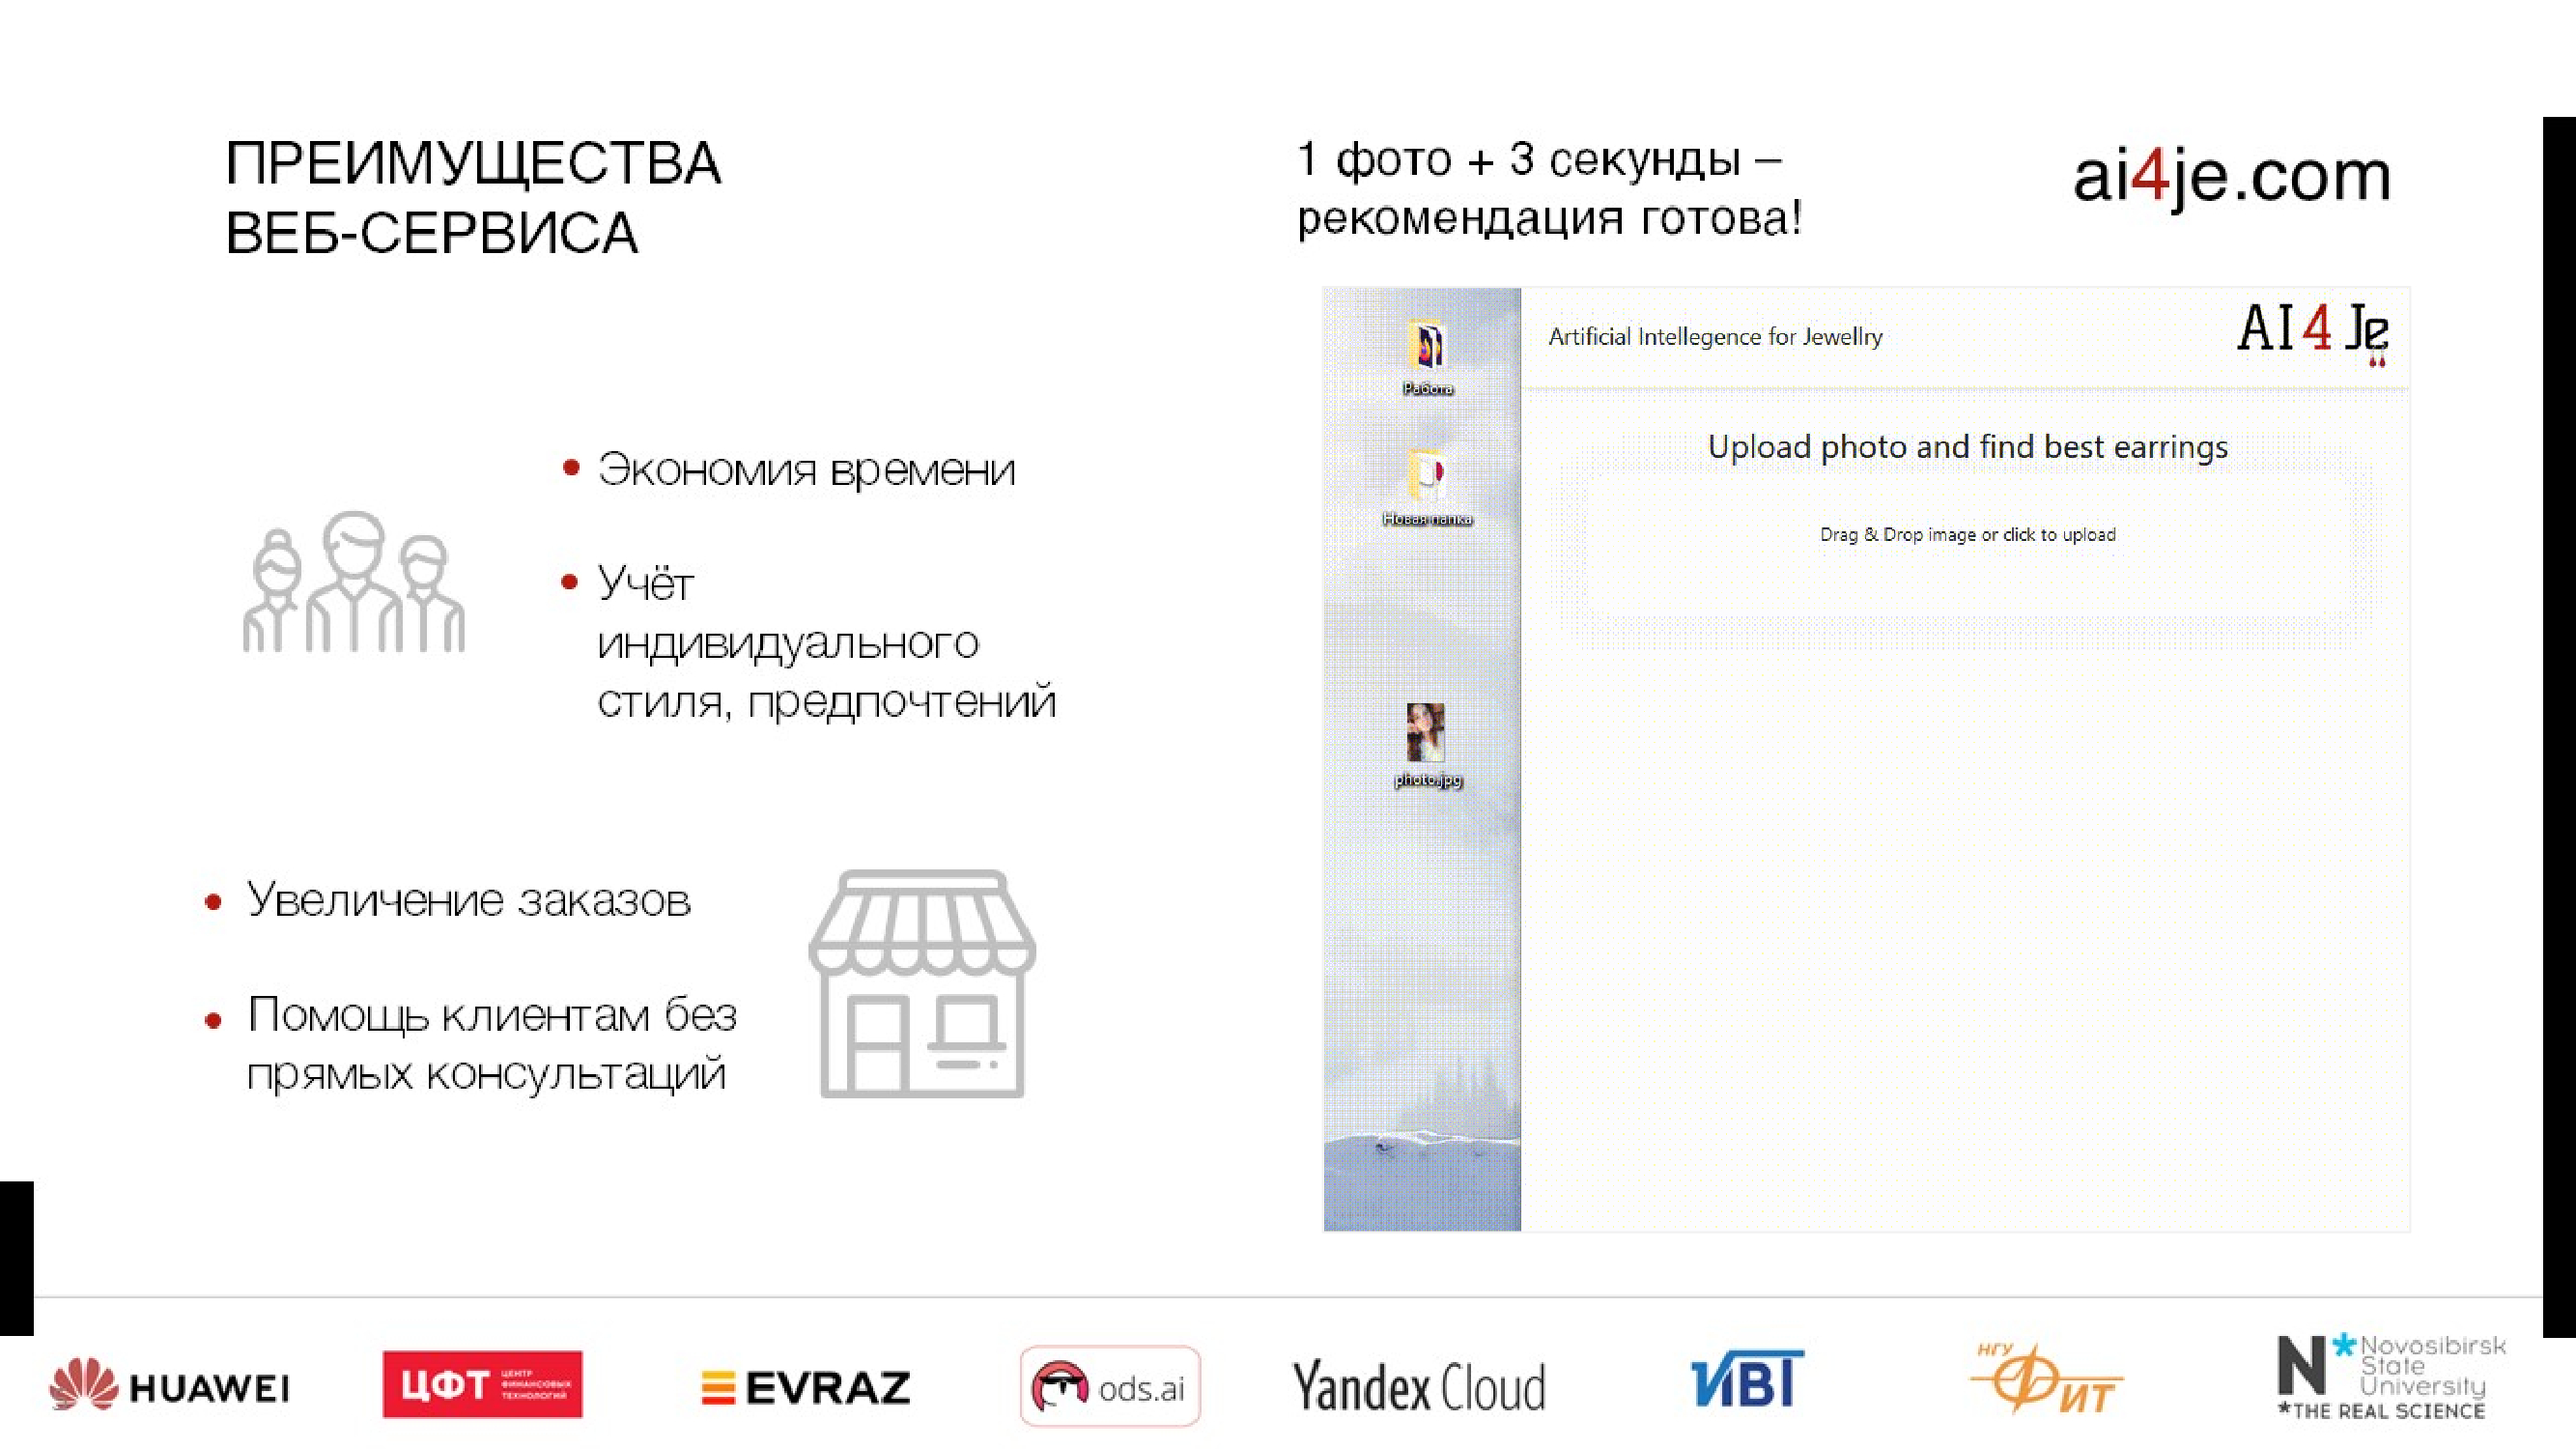 ПРЕИМУЩЕСТВА
ВЕБ-СЕРВИСА
1 фото + 3 секунды –
рекомендация готова!
ai4je.com
• Экономия времени
• Учёт
индивидуального
стиля, предпочтений
• Увеличение заказов
• Помощь клиентам без
прямых консультаций
Работа
Новая папка
photo.jpg
Artificial Intellegence for Jewellry
AI4Je
Upload photo and find best earrings
Drag & Drop image or click to upload
HUAWEI
ЦФТ
ЦЕНТР
ФИНАНСОВЫХ
ТЕХНОЛОГИЙ
EVRAZ
ods.ai
Yandex Cloud
ИВТ
НГУ
ФИТ
N*
Novosibirsk
State
University
*THE REAL SCIENCE